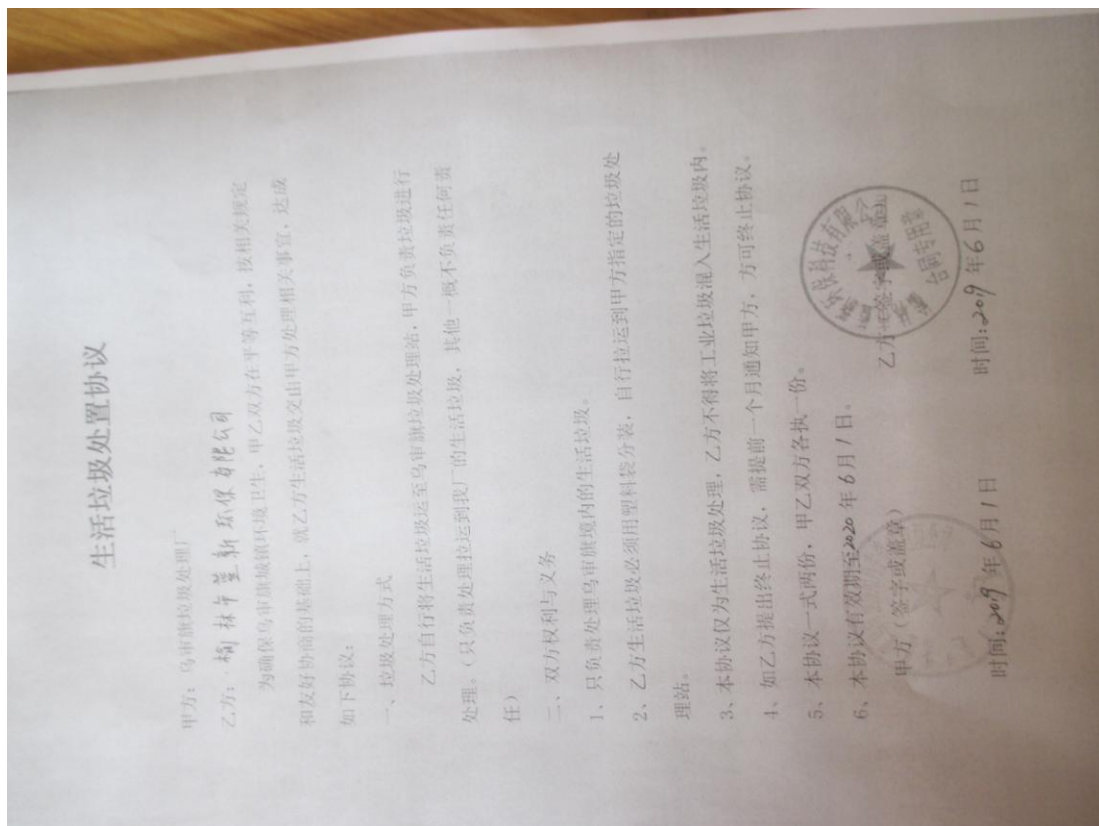 生活垃圾处置协议
甲方：乌审旗垃圾处理厂
乙方：榆林市萱新环保有限公司
为确保乌审旗城镇环境卫生，甲乙双方在平等互利，按相关规定
和友好协商的基础上，就乙方生活垃圾交由甲方处理相关事宜，达成
如下协议：
一、垃圾处理方式
乙方自行将生活垃圾运至乌审旗垃圾处理站，甲方负责垃圾进行
处理。（只负责处理拉运到我厂的生活垃圾，其他一概不负责任何责
任）
二、双方权利与义务
1、只负责处理乌审旗境内的生活垃圾。
2、乙方生活垃圾必须用塑料袋分装，自行拉运到甲方指定的垃圾处
理站。
3、本协议仅为生活垃圾处理，乙方不得将工业垃圾混入生活垃圾内。
4、如乙方提出终止协议，需提前一个月通知甲方，方可终止协议。
5、本协议一式两份，甲乙双方各执一份。
6、本协议有效期至2020年6月1日。
甲方（签字或盖章） 乙方（签字或盖章）
环保科技有限公
合同专用章
时间：2019年6月1日 时间：2019年6月1日